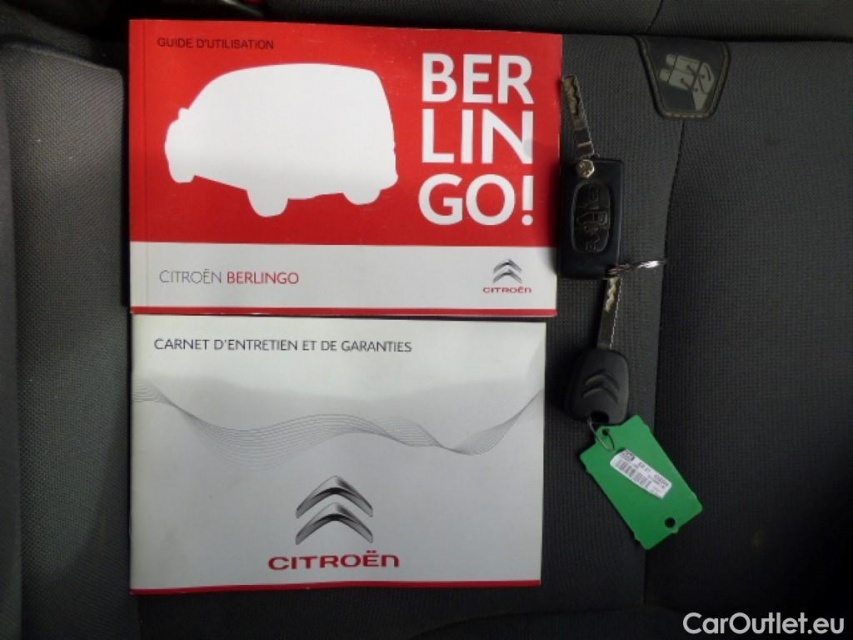 GUIDE D'UTILISATION
BER
LIN
GO!
CITROËN BERLINGO
CITROËN
CARNET D'ENTRETIEN ET DE GARANTIES
CITROËN
CarOutlet.eu